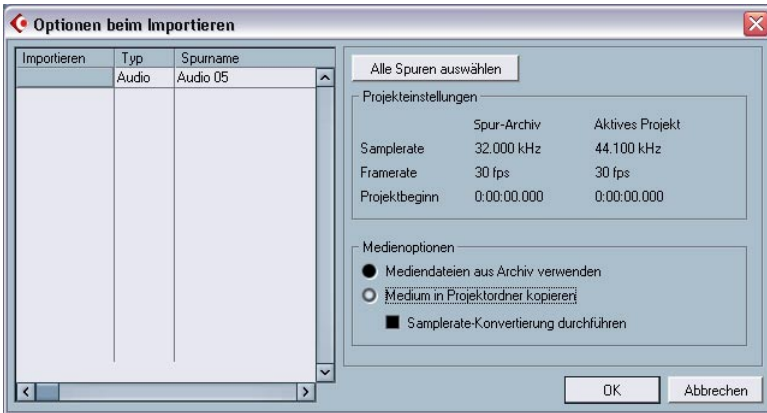 Optionen beim Importieren
Importieren Typ Spurname
Audio Audio 05
Alle Spuren auswählen
Projekteinstellungen
Spur-Archiv Aktives Projekt
Samplerate 32.000 kHz 44.100 kHz
Framerate 30 fps 30 fps
Projektbeginn 0:00:00.000 0:00:00.000
Medienoptionen
Mediendateien aus Archiv verwenden
Medium in Projektordner kopieren
Samplerate-Konvertierung durchführen
OK Abbrechen